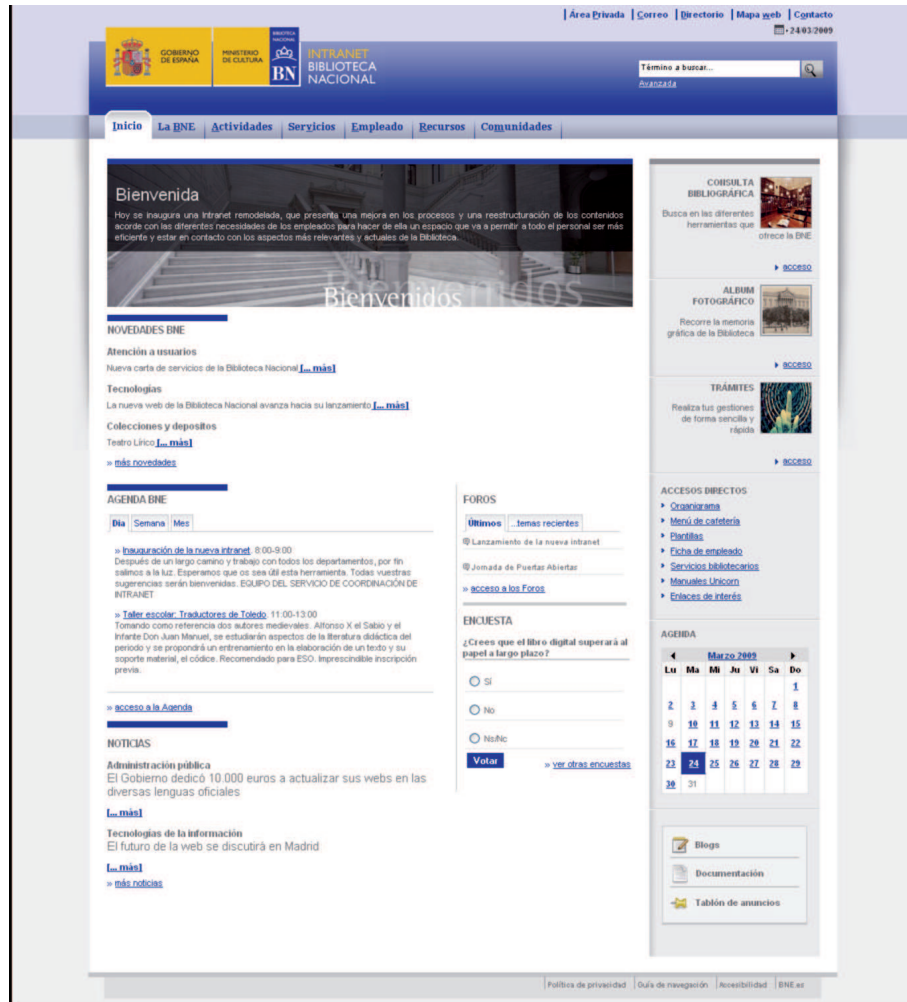 Área Privada | Correo | Directorio | Mapa web | Contacto
24/03/2009
GOBIERNO DE ESPAÑA
MINISTERIO DE CULTURA
BIBLIOTECA NACIONAL
BN
INTRANET
BIBLIOTECA
NACIONAL
Término a buscar...
Avanzada
Inicio | La BNE | Actividades | Servicios | Empleado | Recursos | Comunidades
Bienvenida
Hoy se inaugura una Intranet remodelada, que presenta una mejora en los procesos y una reestructuración de los contenidos
acorde con las diferentes necesidades de los empleados para hacer de ella un espacio que va a permitir a todo el personal ser más
eficiente y estar en contacto con los aspectos más relevantes y actuales de la Biblioteca.
Bienvenidos
NOVEDADES BNE
Atención a usuarios
Nueva carta de servicios de la Biblioteca Nacional [... más]
Tecnologías
La nueva web de la Biblioteca Nacional avanza hacia su lanzamiento [... más]
Colecciones y depositos
Teatro Lírico [... más]
» más novedades
AGENDA BNE
Día Semana Mes
» Inauguración de la nueva intranet. 8:00-9:00
Después de un largo camino y trabajo con todos los departamentos, por fin
salimos a la luz. Esperamos que os sea útil esta herramienta. Todas vuestras
sugerencias serán bienvenidas. EQUIPO DEL SERVICIO DE COORDINACIÓN DE
INTRANET
» Taller escolar: Traductores de Toledo. 11:00-13:00
Tomando como referencia dos autores medievales. Alfonso X el Sabio y el
Infante Don Juan Manuel, se estudiarán aspectos de la literatura didáctica del
periodo y se propondrá un entrenamiento en la elaboración de un texto y su
soporte material, el códice. Recomendado para ESO. Imprescindible inscripción
previa.
» acceso a la Agenda
NOTICIAS
Administración pública
El Gobierno dedicó 10.000 euros a actualizar sus webs en las
diversas lenguas oficiales
[... más]
Tecnologías de la información
El futuro de la web se discutirá en Madrid
[... más]
» más noticias
FOROS
Últimos ...temas recientes
Lanzamiento de la nueva intranet
Jornada de Puertas Abiertas
» acceso a los Foros
ENCUESTA
¿Crees que el libro digital superará al
papel a largo plazo?
Sí
No
Ns/Nc
Votar
» ver otras encuestas
CONSULTA
BIBLIOGRÁFICA
Busca en las diferentes
herramientas que
ofrece la BNE
acceso
ALBUM
FOTOGRÁFICO
Recorre la memoria
gráfica de la Biblioteca
acceso
TRÁMITES
Realiza tus gestiones
de forma sencilla y
rápida
acceso
ACCESOS DIRECTOS
Organigrama
Menú de cafetería
Plantillas
Ficha de empleado
Servicios bibliotecarios
Manuales Unicorn
Enlaces de interés
AGENDA
Marzo 2009
Lu Ma Mi Ju Vi Sa Do
1
2 3 4 5 6 7 8
9 10 11 12 13 14 15
16 17 18 19 20 21 22
23 24 25 26 27 28 29
30 31
Blogs
Documentación
Tablón de anuncios
Política de privacidad | Guía de navegación | Accesibilidad | BNE.es